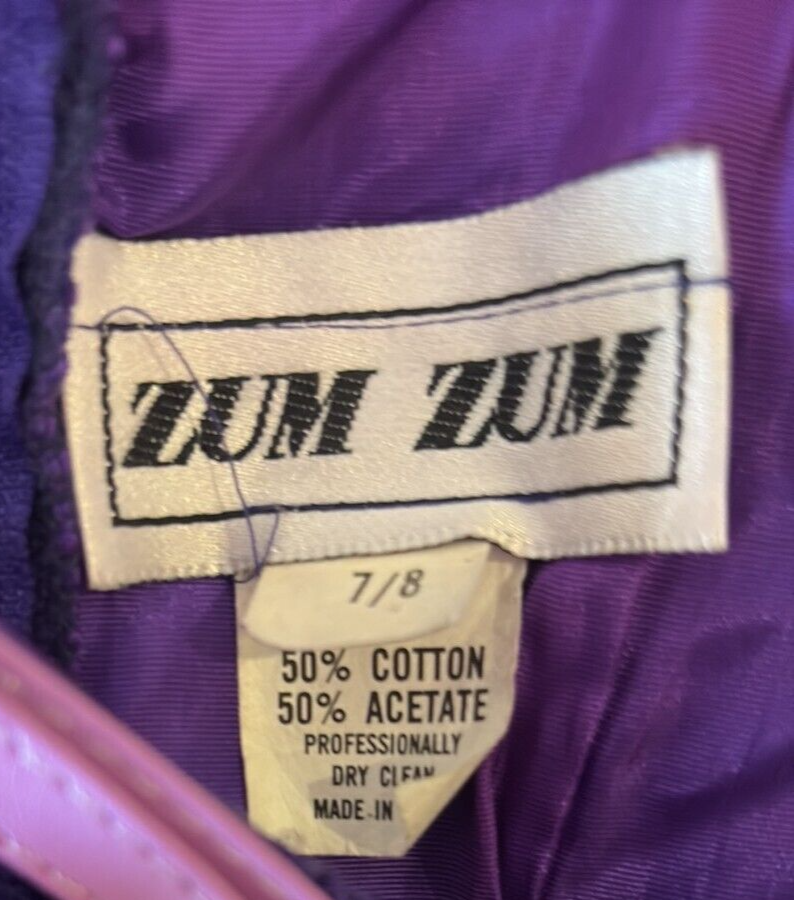 ZUM ZUM
7/8
50% COTTON
50% ACETATE
PROFESSIONALLY
DRY CLEAN
MADE IN